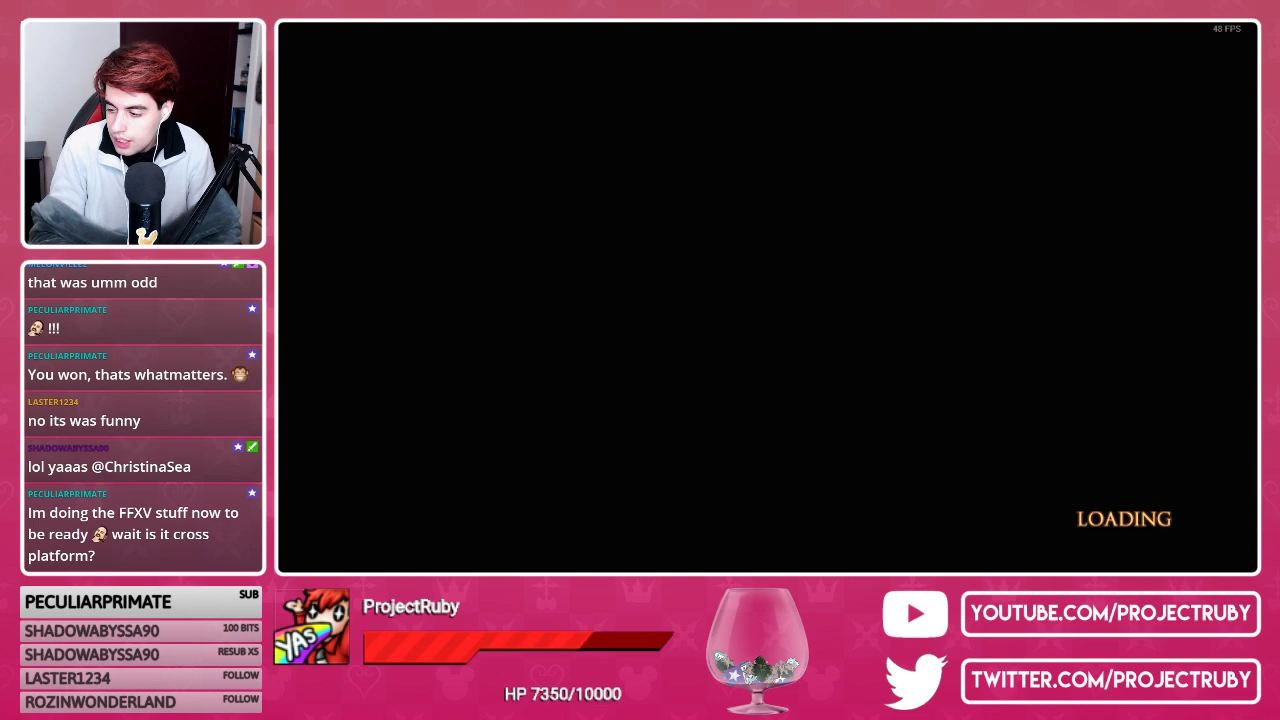 48 FPS
that was umm odd
PECULIARPRIMATE
!!!
PECULIARPRIMATE
You won, thats whatmatters.
LASTER1234
no its was funny
SHADOWABYSSA90
lol yaaas @ChristinaSea
PECULIARPRIMATE
Im doing the FFXV stuff now to
be ready wait is it cross
platform?
LOADING
PECULIARPRIMATE SUB
SHADOWABYSSA90 100 BITS
SHADOWABYSSA90 RESUB X5
LASTER1234 FOLLOW
ROZINWONDERLAND FOLLOW
YAS
ProjectRuby
HP 7350/10000
YOUTUBE.COM/PROJECTRUBY
TWITTER.COM/PROJECTRUBY